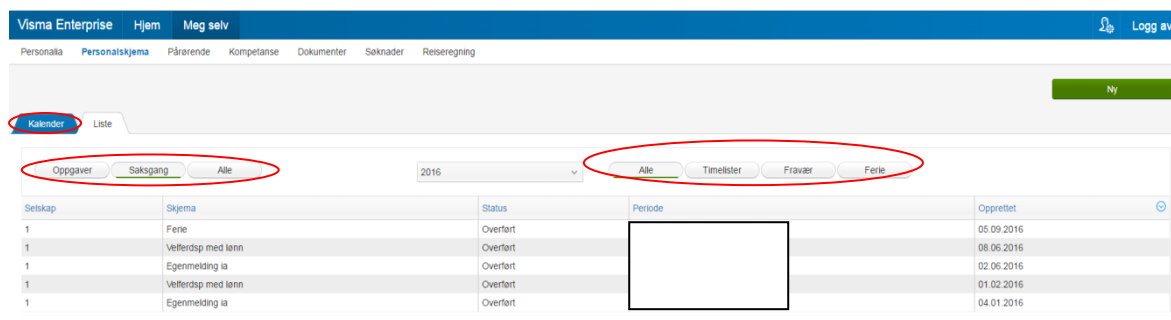 Visma Enterprise Hjem Meg selv Logg av
Personalia Personalskjema Pårørende Kompetanse Dokumenter Søknader Reiseregning
Ny
Kalender Liste
Oppgaver Saksgang Alle 2016 Alle Timelister Fravær Ferie
Selskap Skjema Status Periode Opprettet
1 Ferie Overført 05.09.2016
1 Velferdsp med lønn Overført 08.06.2016
1 Egenmelding ia Overført 02.06.2016
1 Velferdsp med lønn Overført 01.02.2016
1 Egenmelding ia Overført 04.01.2016